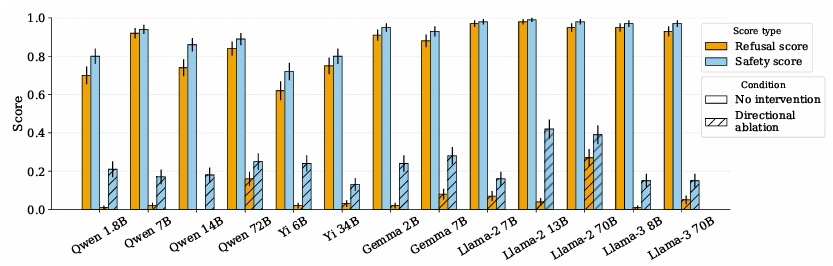 1.0
0.8
0.6
0.4
0.2
0.0
Score
Qwen 1.8B
Qwen 7B
Qwen 14B
Qwen 72B
Yi 6B
Yi 34B
Gemma 2B
Gemma 7B
Llama-2 7B
Llama-2 13B
Llama-2 70B
Llama-3 8B
Llama-3 70B
Score type
Refusal score
Safety score
Condition
No intervention
Directional
ablation